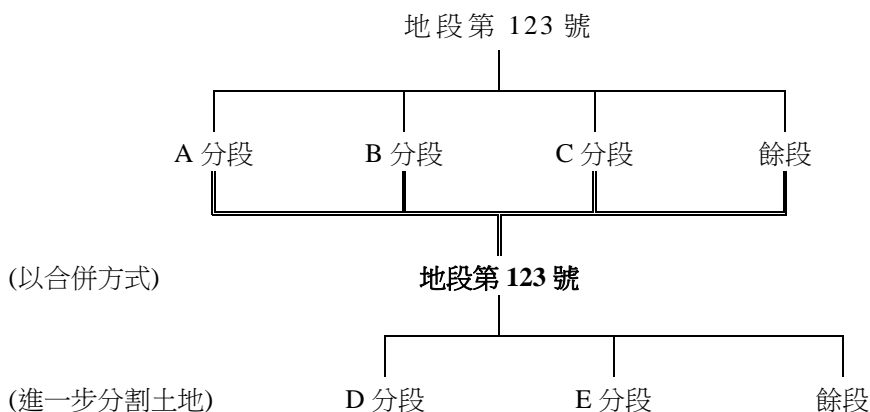 地段第 123 號
A 分段 B 分段 C 分段 餘段
(以合併方式) 地段第 123 號
(進一步分割土地) D 分段 E 分段 餘段